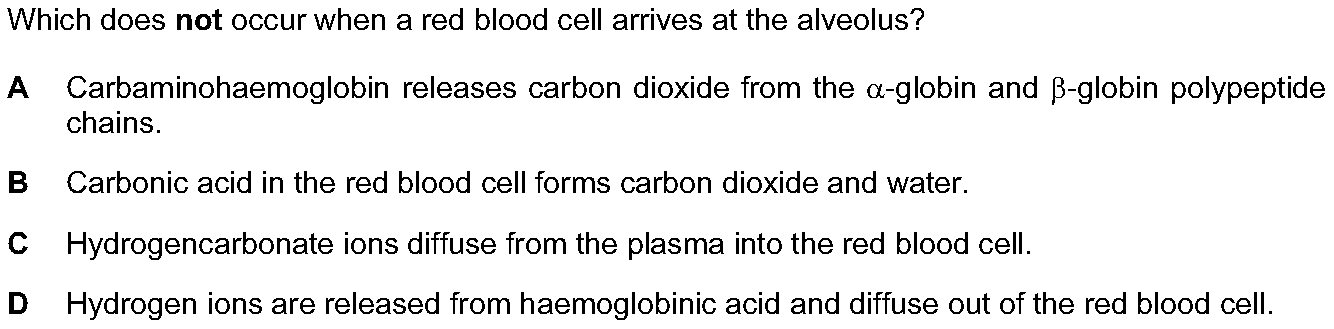 Which does not occur when a red blood cell arrives at the alveolus?
A Carbaminohaemoglobin releases carbon dioxide from the α-globin and β-globin polypeptide
chains.
B Carbonic acid in the red blood cell forms carbon dioxide and water.
C Hydrogencarbonate ions diffuse from the plasma into the red blood cell.
D Hydrogen ions are released from haemoglobinic acid and diffuse out of the red blood cell.